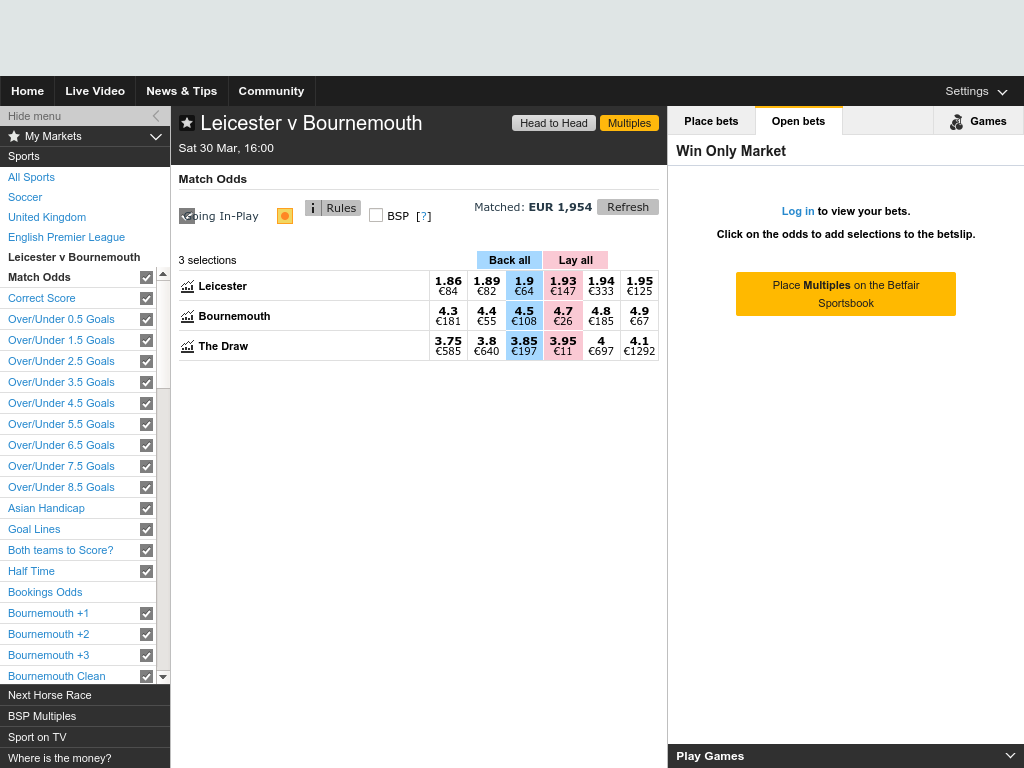 Home Live Video News & Tips Community Settings
Hide menu
My Markets
Sports
All Sports
Soccer
United Kingdom
English Premier League
Leicester v Bournemouth
Match Odds
Correct Score
Over/Under 0.5 Goals
Over/Under 1.5 Goals
Over/Under 2.5 Goals
Over/Under 3.5 Goals
Over/Under 4.5 Goals
Over/Under 5.5 Goals
Over/Under 6.5 Goals
Over/Under 7.5 Goals
Over/Under 8.5 Goals
Asian Handicap
Goal Lines
Both teams to Score?
Half Time
Bookings Odds
Bournemouth +1
Bournemouth +2
Bournemouth +3
Bournemouth Clean
Next Horse Race
BSP Multiples
Sport on TV
Where is the money?
Leicester v Bournemouth
Head to Head Multiples
Sat 30 Mar, 16:00
Match Odds
Going In-Play i Rules BSP [?] Matched: EUR 1,954 Refresh
3 selections Back all Lay all
Leicester 1.86 1.89 1.9 1.93 1.94 1.95
€84 €82 €64 €147 €333 €125
Bournemouth 4.3 4.4 4.5 4.7 4.8 4.9
€181 €55 €108 €26 €185 €67
The Draw 3.75 3.8 3.85 3.95 4 4.1
€585 €640 €197 €11 €697 €1292
Place bets Open bets Games
Win Only Market
Log in to view your bets.
Click on the odds to add selections to the betslip.
Place Multiples on the Betfair
Sportsbook
Play Games